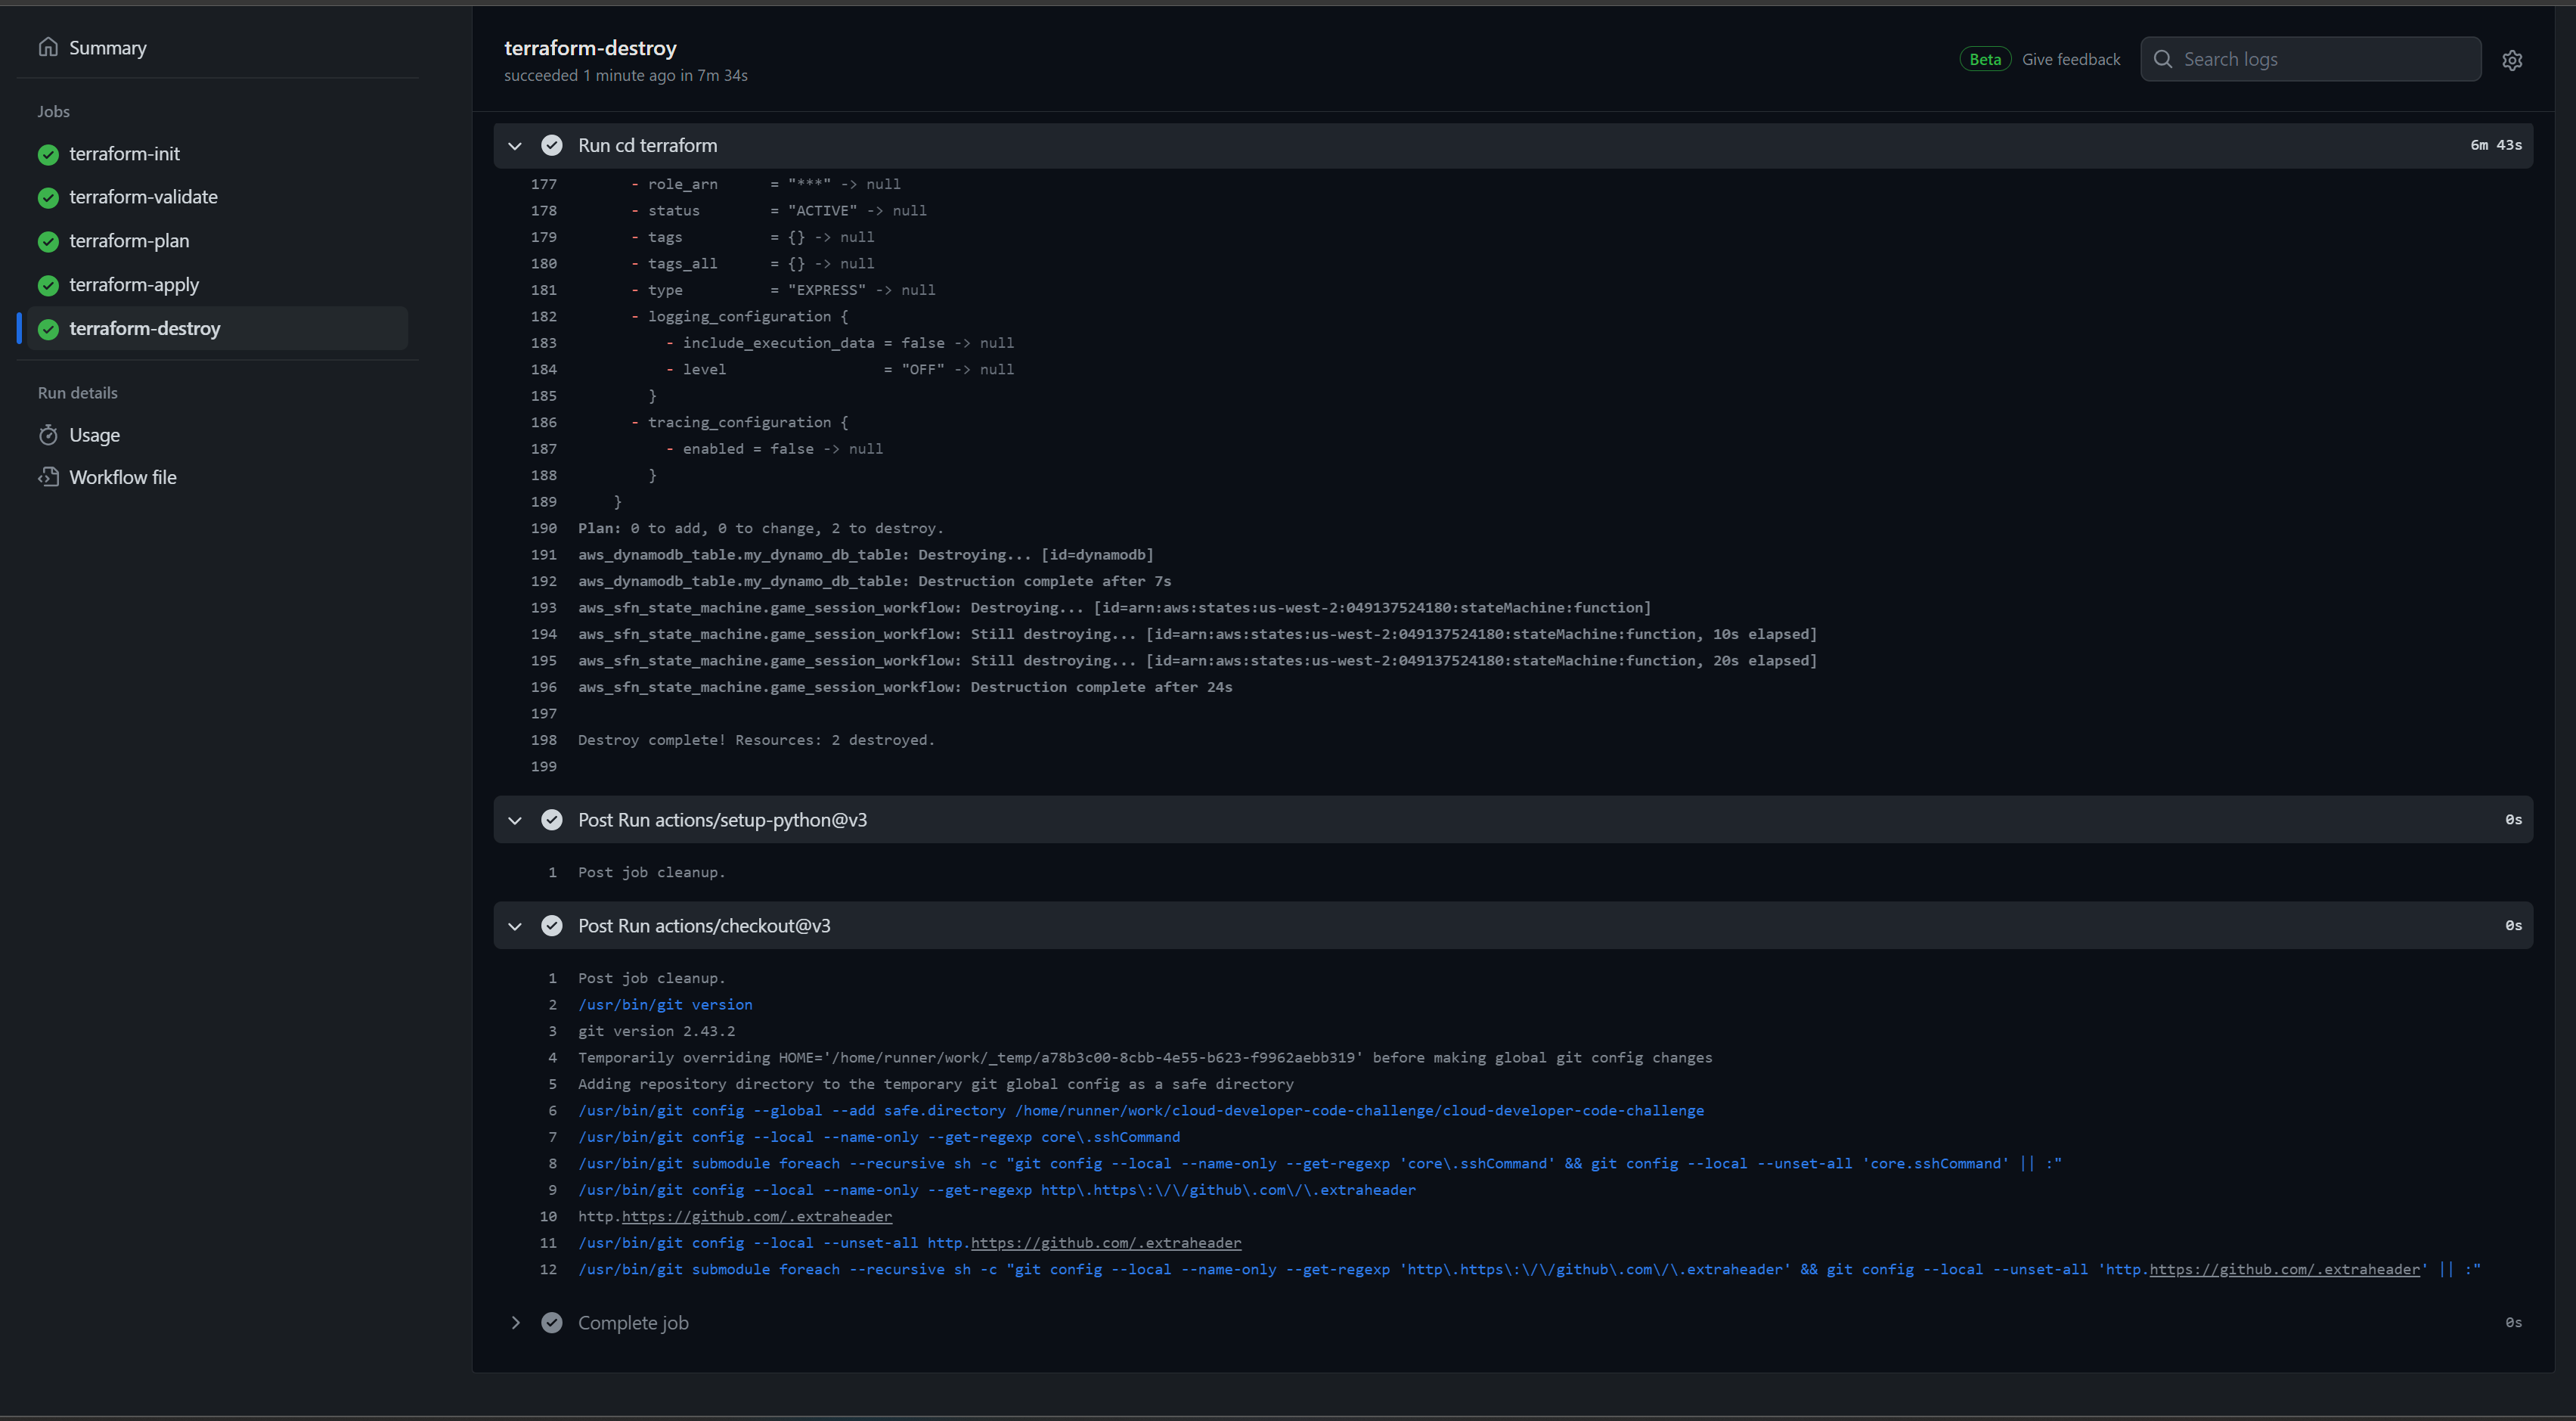 Summary
Jobs
terraform-init
terraform-validate
terraform-plan
terraform-apply
terraform-destroy
Run details
Usage
Workflow file
terraform-destroy
succeeded 1 minute ago in 7m 34s
Beta Give feedback Search logs
Run cd terraform 6m 43s
177 - role_arn = "***" -> null
178 - status = "ACTIVE" -> null
179 - tags = {} -> null
180 - tags_all = {} -> null
181 - type = "EXPRESS" -> null
182 - logging_configuration {
183 - include_execution_data = false -> null
184 - level = "OFF" -> null
185 }
186 - tracing_configuration {
187 - enabled = false -> null
188 }
189 }
190 Plan: 0 to add, 0 to change, 2 to destroy.
191 aws_dynamodb_table.my_dynamo_db_table: Destroying... [id=dynamodb]
192 aws_dynamodb_table.my_dynamo_db_table: Destruction complete after 7s
193 aws_sfn_state_machine.game_session_workflow: Destroying... [id=arn:aws:states:us-west-2:049137524180:stateMachine:function]
194 aws_sfn_state_machine.game_session_workflow: Still destroying... [id=arn:aws:states:us-west-2:049137524180:stateMachine:function, 10s elapsed]
195 aws_sfn_state_machine.game_session_workflow: Still destroying... [id=arn:aws:states:us-west-2:049137524180:stateMachine:function, 20s elapsed]
196 aws_sfn_state_machine.game_session_workflow: Destruction complete after 24s
197
198 Destroy complete! Resources: 2 destroyed.
199
Post Run actions/setup-python@v3 0s
1 Post job cleanup.
Post Run actions/checkout@v3 0s
1 Post job cleanup.
2 /usr/bin/git version
3 git version 2.43.2
4 Temporarily overriding HOME='/home/runner/work/_temp/a78b3c00-8cbb-4e55-b623-f9962aebb319' before making global git config changes
5 Adding repository directory to the temporary git global config as a safe directory
6 /usr/bin/git config --global --add safe.directory /home/runner/work/cloud-developer-code-challenge/cloud-developer-code-challenge
7 /usr/bin/git config --local --name-only --get-regexp core\.sshCommand
8 /usr/bin/git submodule foreach --recursive sh -c "git config --local --name-only --get-regexp 'core\.sshCommand' && git config --local --unset-all 'core.sshCommand' || :"
9 /usr/bin/git config --local --name-only --get-regexp http\.https\:\/\/github\.com\/\.extraheader
10 http.https://github.com/.extraheader
11 /usr/bin/git config --local --unset-all http.https://github.com/.extraheader
12 /usr/bin/git submodule foreach --recursive sh -c "git config --local --name-only --get-regexp 'http\.https\:\/\/github\.com\/\.extraheader' && git config --local --unset-all 'http.https://github.com/.extraheader' || :"
Complete job 0s